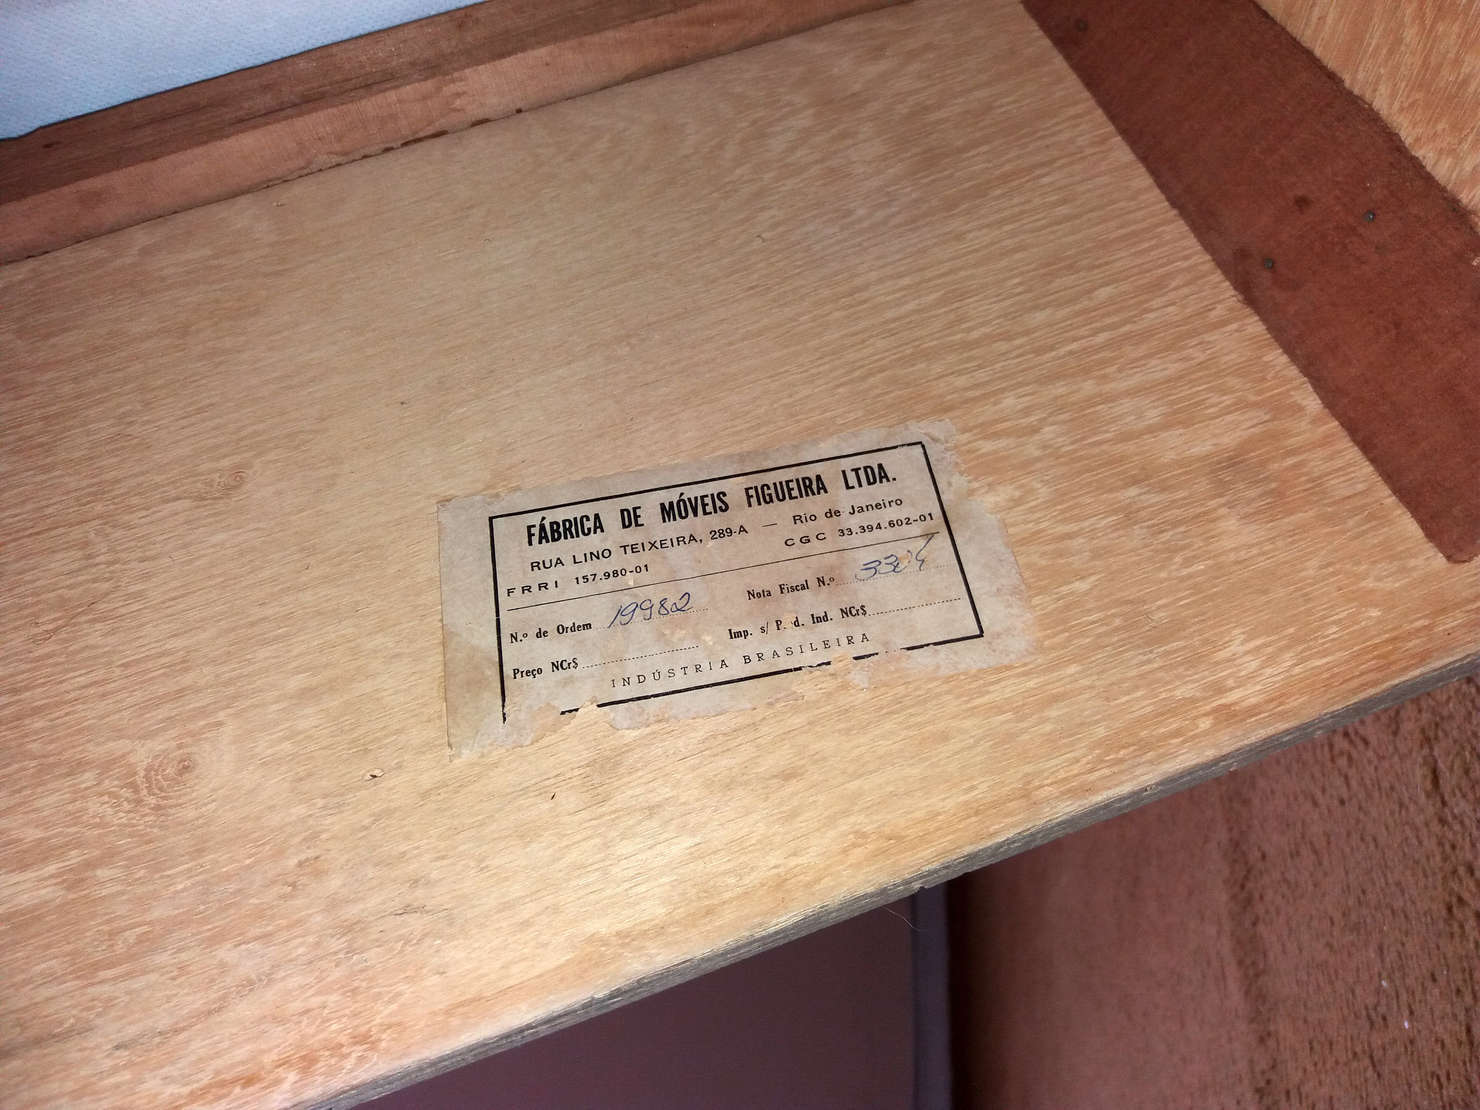 FÁBRICA DE MÓVEIS FIGUEIRA LTDA.
RUA LINO TEIXEIRA, 289-A — Rio de Janeiro
FRRI 157.980-01 CGC 33.394.602-01
N.º de Ordem 19982 Nota Fiscal N.º
Preço NCr$ Imp. s/ P. d. Ind. NCr$
INDÚSTRIA BRASILEIRA